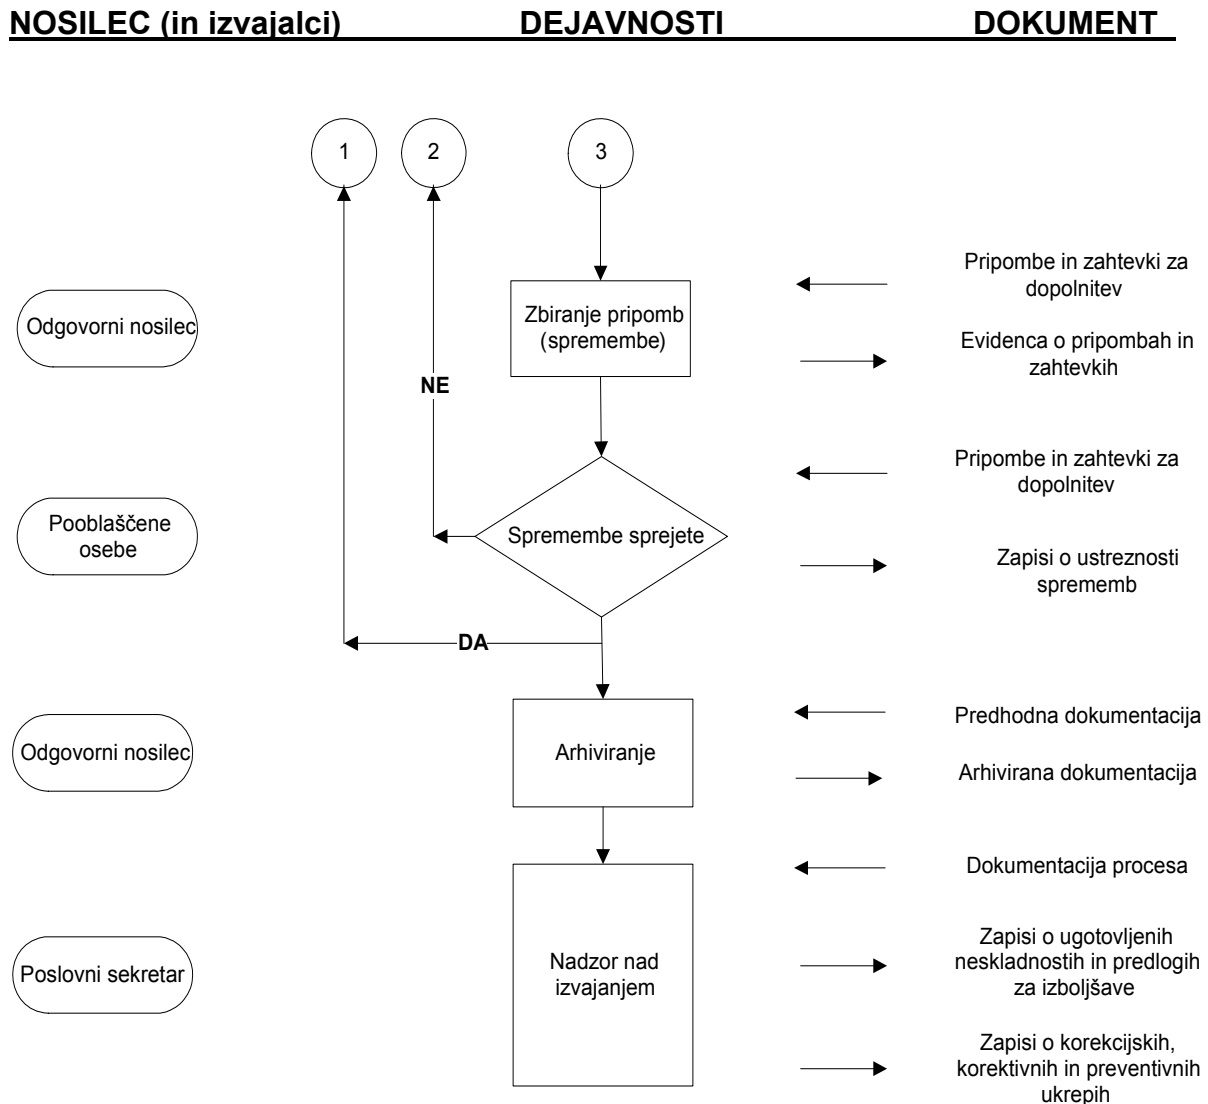 NOSILEC (in izvajalci) DEJAVNOSTI DOKUMENT
1 2 3
Pripombe in zahtevki za
dopolnitev
Odgovorni nosilec
Zbiranje pripomb
(spremembe)
Evidenca o pripombah in
zahtevkih
NE
Pripombe in zahtevki za
dopolnitev
Pooblaščene
osebe
Spremembe sprejete
Zapisi o ustreznosti
sprememb
DA
Predhodna dokumentacija
Odgovorni nosilec
Arhiviranje
Arhivirana dokumentacija
Dokumentacija procesa
Poslovni sekretar
Nadzor nad
izvajanjem
Zapisi o ugotovljenih
neskladnostih in predlogih
za izboljšave
Zapisi o korekcijskih,
korektivnih in preventivnih
ukrepih